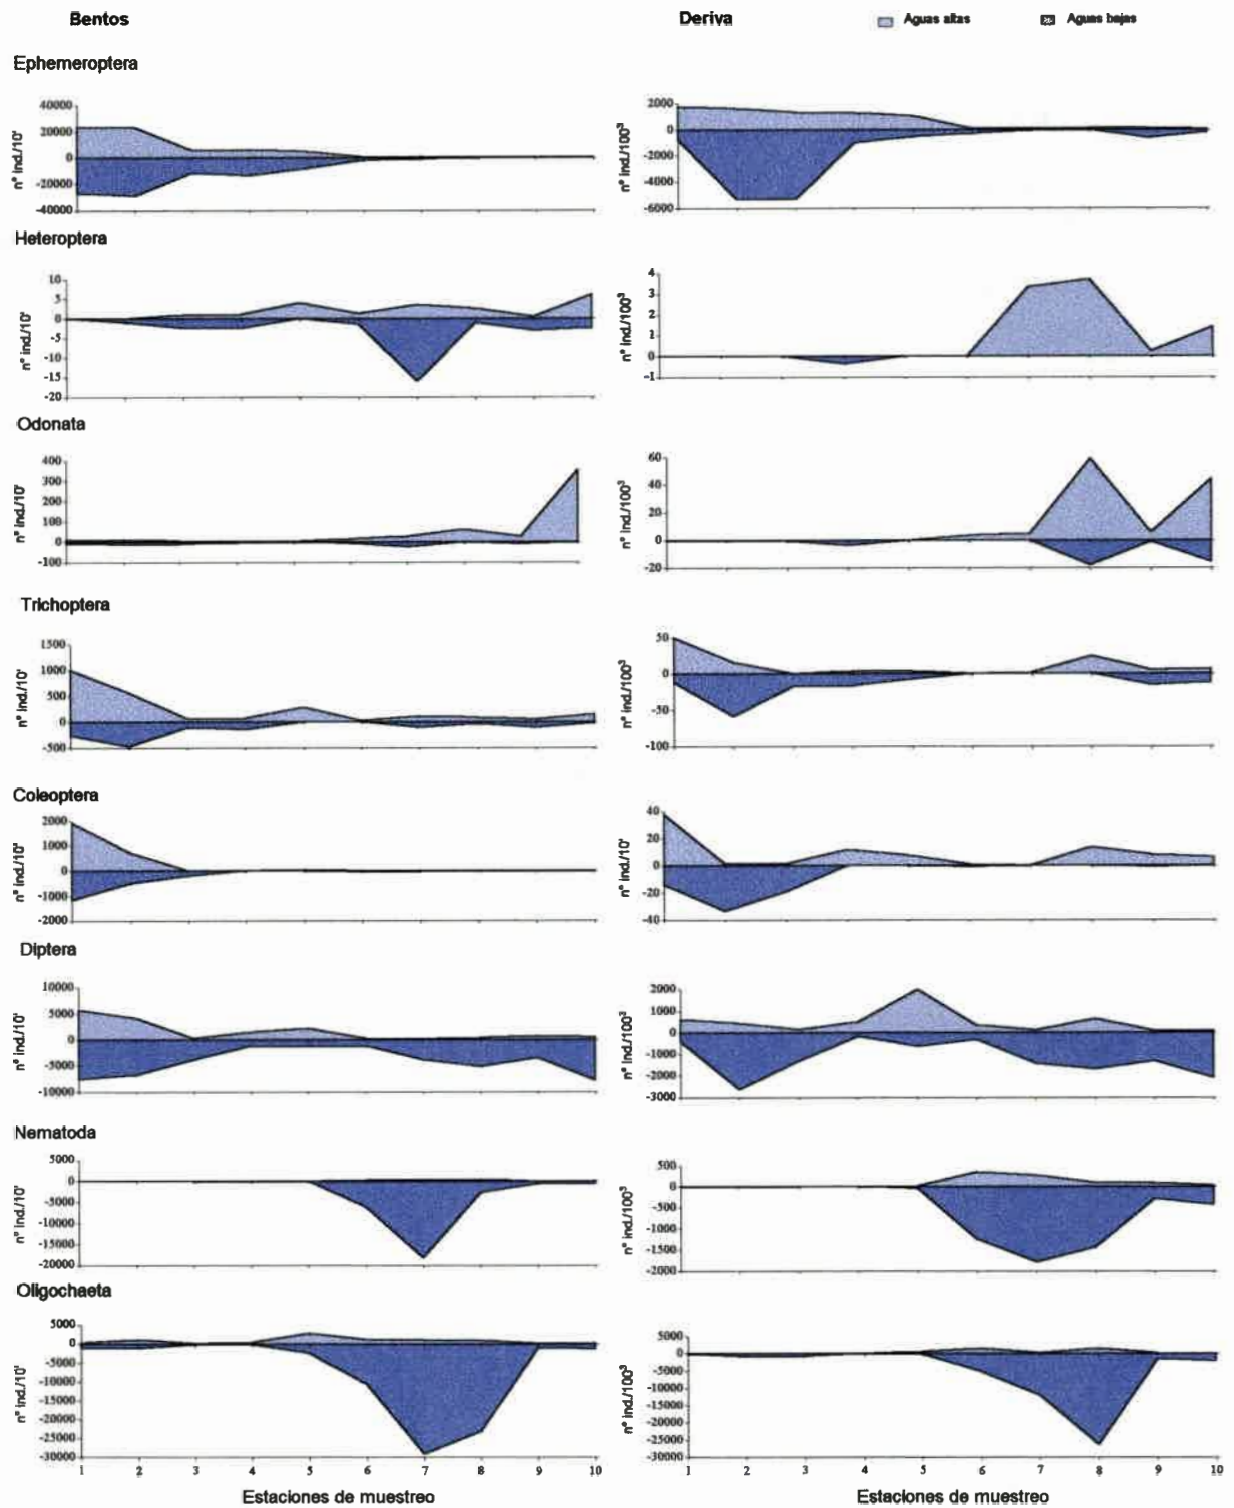 Bentos
Deriva
Aguas altas
Aguas bajas
Ephemeroptera
nº ind./10'
40000
20000
0
-20000
-40000
nº ind./100³
2000
0
-2000
-4000
-6000
Heteroptera
nº ind./10'
10
5
0
-5
-10
-15
-20
nº ind./100³
4
3
2
1
0
-1
Odonata
nº ind./10'
400
300
200
100
0
-100
nº ind./100³
60
40
20
0
-20
Trichoptera
nº ind./10'
1500
1000
500
0
-500
nº ind./100³
50
0
-50
-100
Coleoptera
nº ind./10'
2000
1000
0
-1000
-2000
nº ind./10'
40
20
0
-20
-40
Diptera
nº ind./10'
10000
5000
0
-5000
-10000
nº ind./100³
2000
1000
0
-1000
-2000
-3000
Nematoda
nº ind./10'
5000
0
-5000
-10000
-15000
-20000
nº ind./100³
500
0
-500
-1000
-1500
-2000
Oligochaeta
nº ind./10'
5000
0
-5000
-10000
-15000
-20000
-25000
-30000
1 2 3 4 5 6 7 8 9 10
Estaciones de muestreo
nº ind./100³
5000
0
-5000
-10000
-15000
-20000
-25000
-30000
1 2 3 4 5 6 7 8 9 10
Estaciones de muestreo